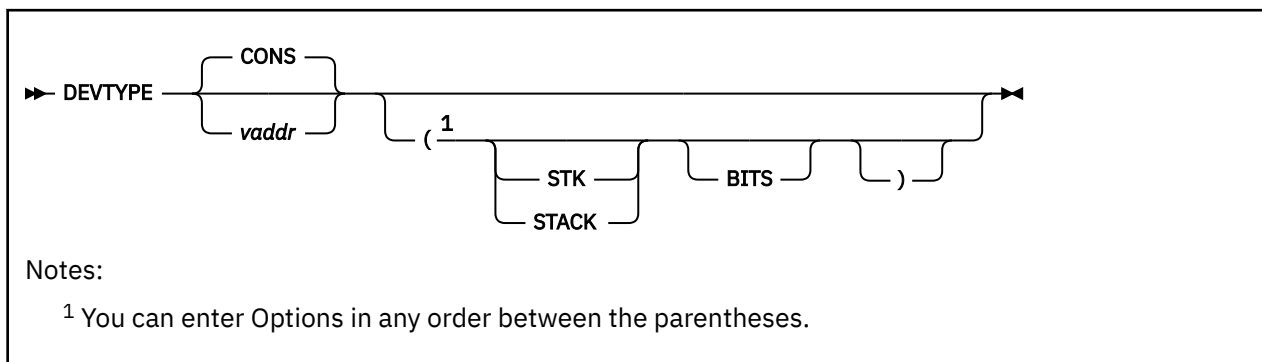 CONS
DEVTYPE
vaddr
( 1
STK
BITS
)
STACK
Notes:
1 You can enter Options in any order between the parentheses.